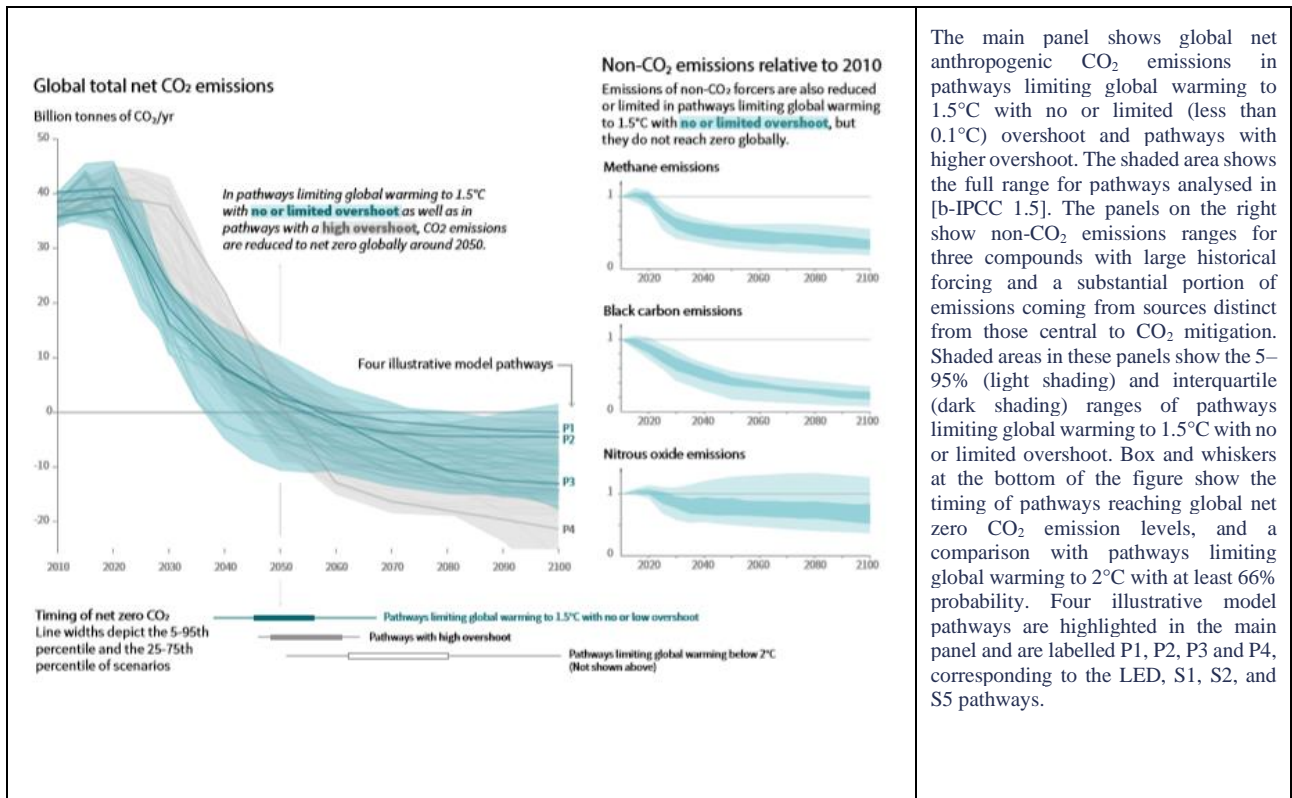 Global total net CO₂ emissions
Billion tonnes of CO₂/yr
50
40
30
20
10
0
-10
-20
2010 2020 2030 2040 2050 2060 2070 2080 2090 2100
In pathways limiting global warming to 1.5°C
with no or limited overshoot as well as in
pathways with a high overshoot, CO2 emissions
are reduced to net zero globally around 2050.
Four illustrative model pathways
P1
P2
P3
P4
Timing of net zero CO₂
Line widths depict the 5-95th
percentile and the 25-75th
percentile of scenarios
Pathways limiting global warming to 1.5°C with no or low overshoot
Pathways with high overshoot
Pathways limiting global warming below 2°C
(Not shown above)
Non-CO₂ emissions relative to 2010
Emissions of non-CO₂ forcers are also reduced
or limited in pathways limiting global warming
to 1.5°C with no or limited overshoot, but
they do not reach zero globally.
Methane emissions
1
0
2020 2040 2060 2080 2100
Black carbon emissions
1
0
2020 2040 2060 2080 2100
Nitrous oxide emissions
1
0
2020 2040 2060 2080 2100
The main panel shows global net
anthropogenic CO₂ emissions in
pathways limiting global warming to
1.5°C with no or limited (less than
0.1°C) overshoot and pathways with
higher overshoot. The shaded area shows
the full range for pathways analysed in
[b-IPCC 1.5]. The panels on the right
show non-CO₂ emissions ranges for
three compounds with large historical
forcing and a substantial portion of
emissions coming from sources distinct
from those central to CO₂ mitigation.
Shaded areas in these panels show the 5–
95% (light shading) and interquartile
(dark shading) ranges of pathways
limiting global warming to 1.5°C with no
or limited overshoot. Box and whiskers
at the bottom of the figure show the
timing of pathways reaching global net
zero CO₂ emission levels, and a
comparison with pathways limiting
global warming to 2°C with at least 66%
probability. Four illustrative model
pathways are highlighted in the main
panel and are labelled P1, P2, P3 and P4,
corresponding to the LED, S1, S2, and
S5 pathways.